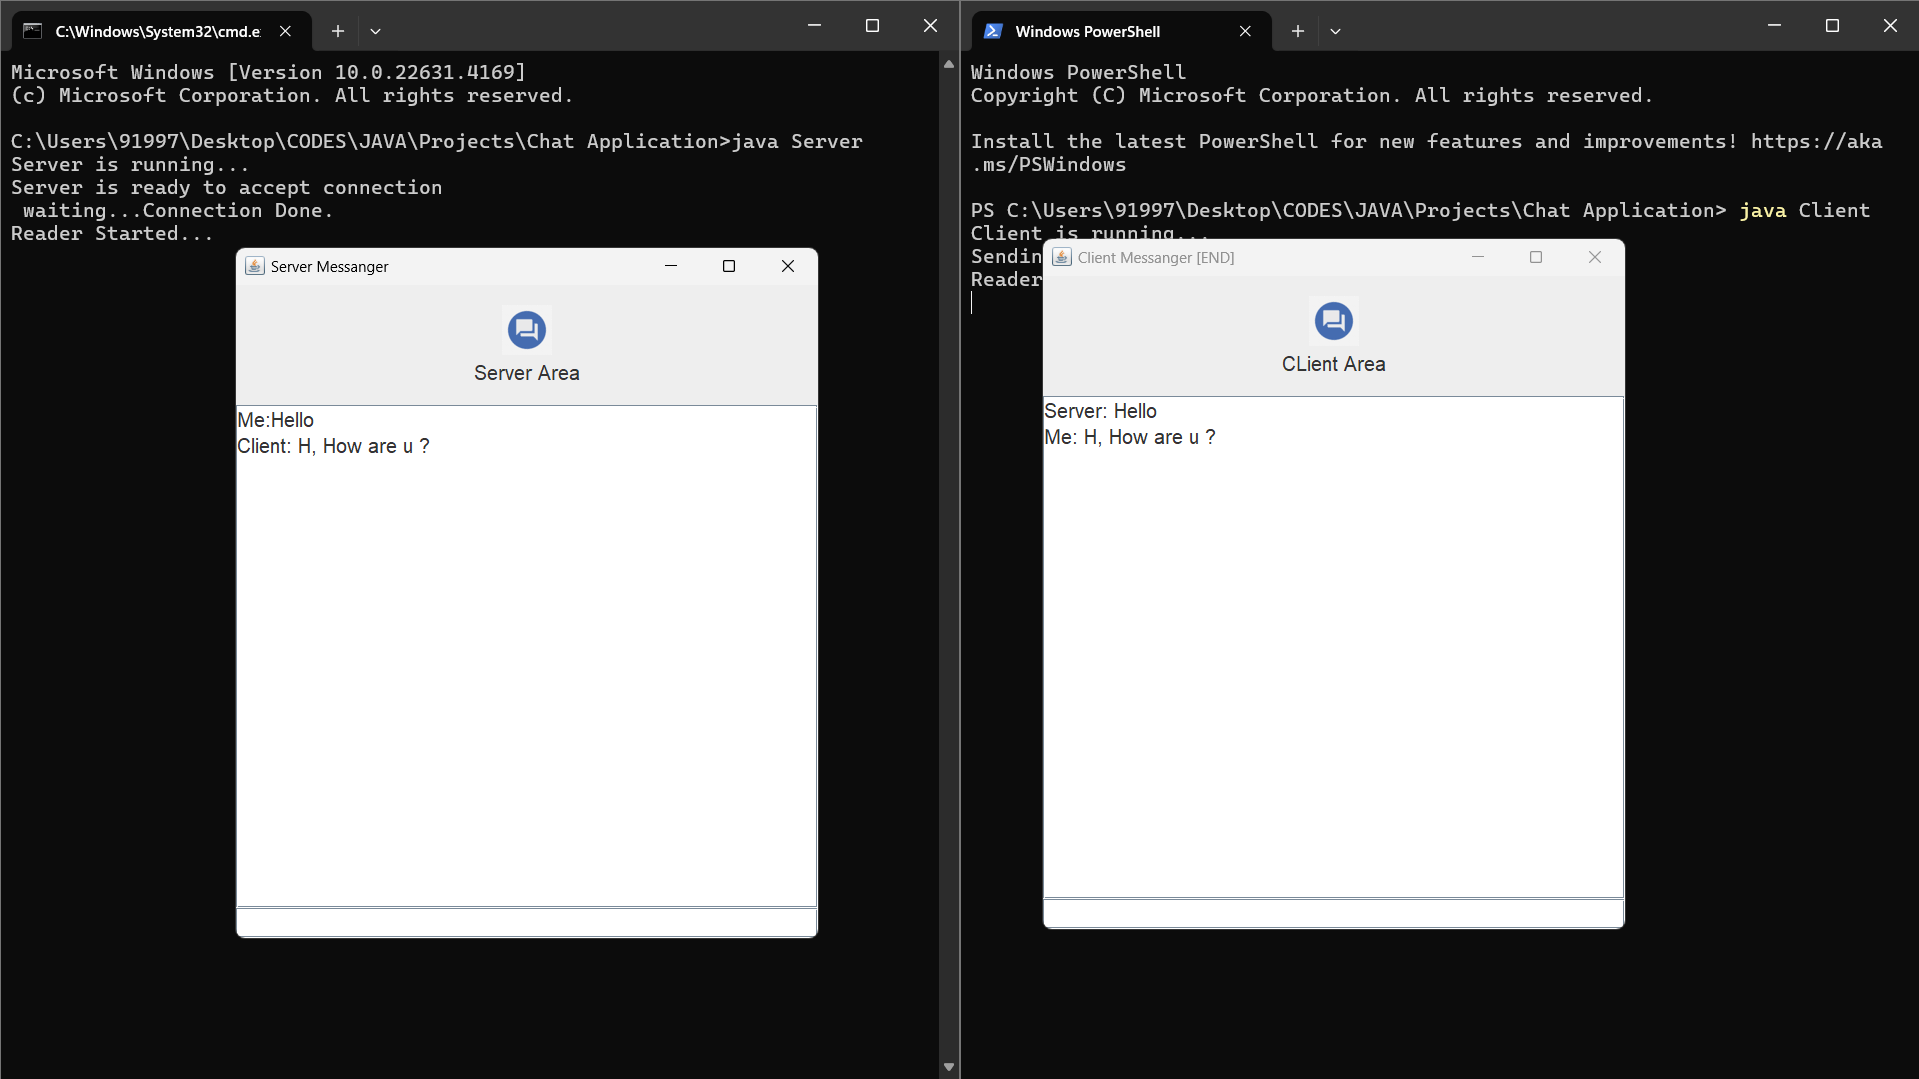 C:\Windows\System32\cmd.e
Microsoft Windows [Version 10.0.22631.4169]
(c) Microsoft Corporation. All rights reserved.
C:\Users\91997\Desktop\CODES\JAVA\Projects\Chat Application>java Server
Server is running...
Server is ready to accept connection
waiting...Connection Done.
Reader Started...
Server Messanger
Server Area
Me:Hello
Client: H, How are u ?
Windows PowerShell
Windows PowerShell
Copyright (C) Microsoft Corporation. All rights reserved.
Install the latest PowerShell for new features and improvements! https://aka
.ms/PSWindows
PS C:\Users\91997\Desktop\CODES\JAVA\Projects\Chat Application> java Client
Client is running...
Sendin
Reader
Client Messanger [END]
CLient Area
Server: Hello
Me: H, How are u ?